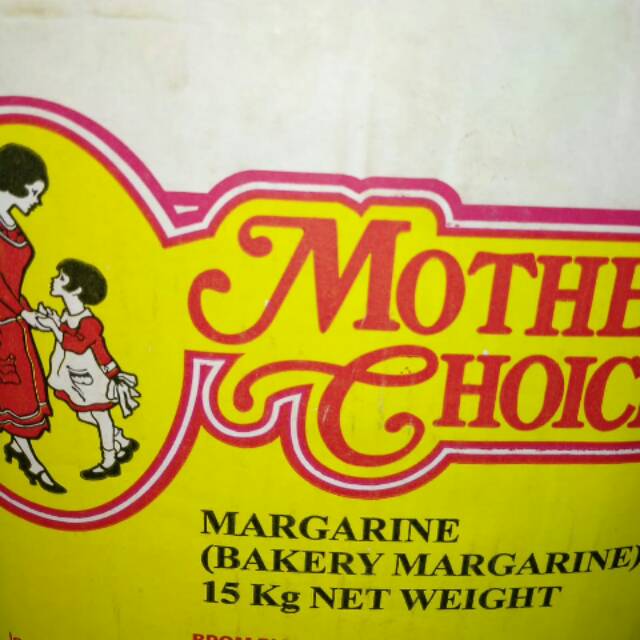 MOTHE
CHOIC
MARGARINE
(BAKERY MARGARINE)
15 Kg NET WEIGHT